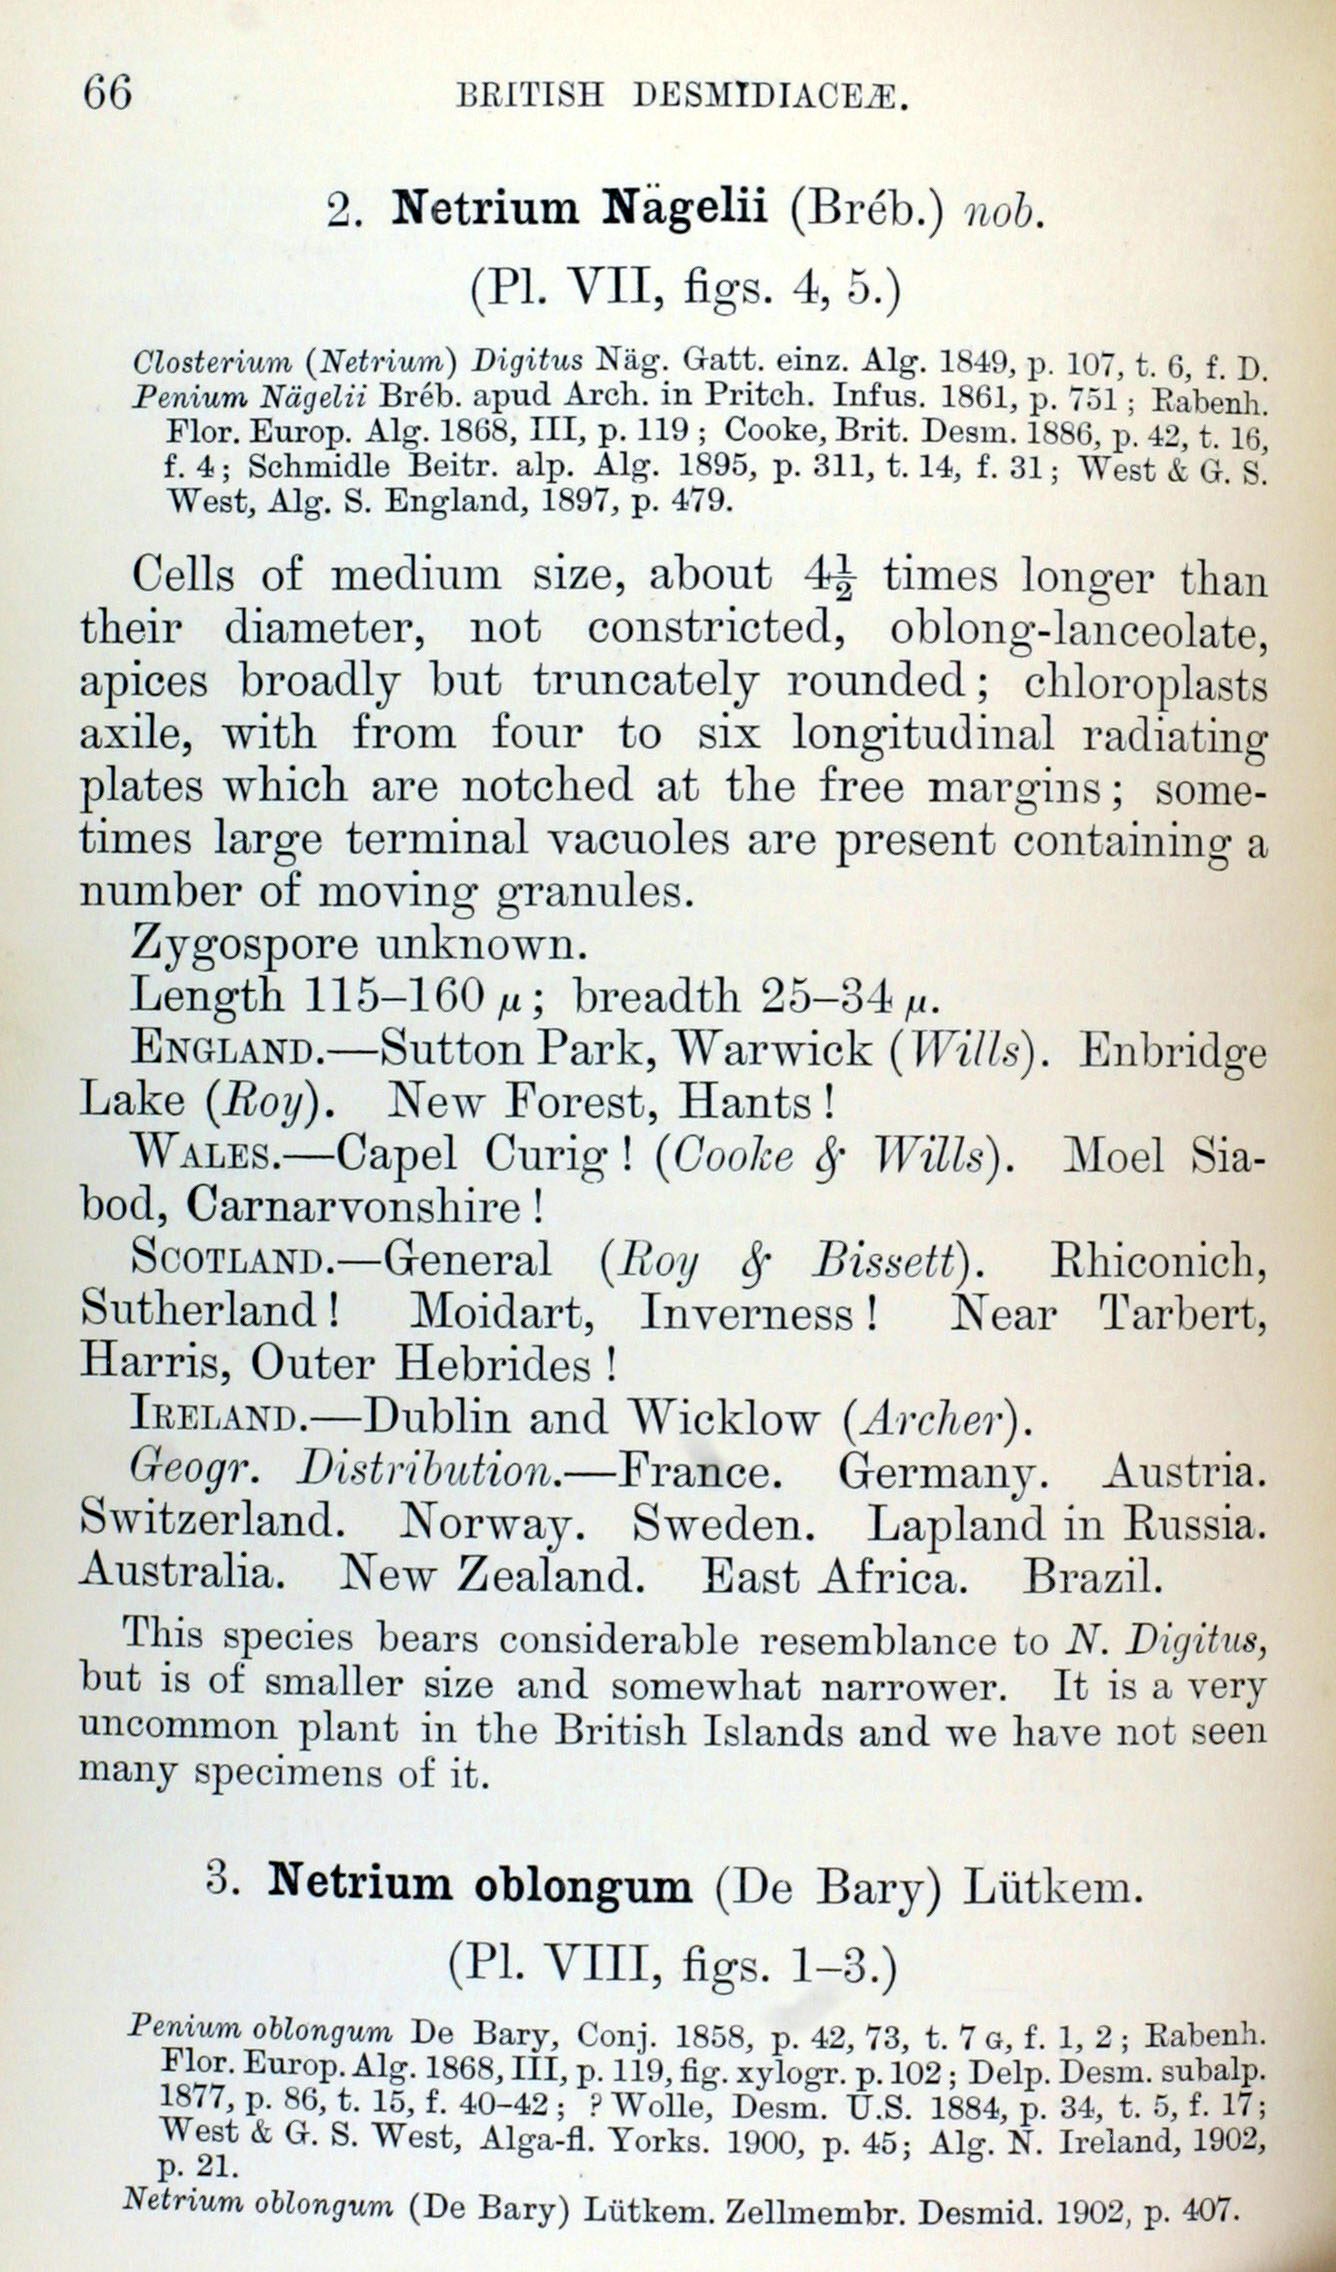 66
BRITISH DESMIDIACEÆ.
2. Netrium Nägelii (Bréb.) nob.
(Pl. VII, figs. 4, 5.)
Closterium (Netrium) Digitus Näg. Gatt. einz. Alg. 1849, p. 107, t. 6, f. D.
Penium Nägelii Bréb. apud Arch. in Pritch. Infus. 1861, p. 751; Rabenh.
Flor. Europ. Alg. 1868, III, p. 119; Cooke, Brit. Desm. 1886, p. 42, t. 16,
f. 4; Schmidle Beitr. alp. Alg. 1895, p. 311, t. 14, f. 31; West & G. S.
West, Alg. S. England, 1897, p. 479.
Cells of medium size, about 4½ times longer than
their diameter, not constricted, oblong-lanceolate,
apices broadly but truncately rounded; chloroplasts
axile, with from four to six longitudinal radiating
plates which are notched at the free margins; some-
times large terminal vacuoles are present containing a
number of moving granules.
Zygospore unknown.
Length 115–160 μ; breadth 25–34 μ.
ENGLAND.—Sutton Park, Warwick (Wills). Enbridge
Lake (Roy). New Forest, Hants!
WALES.—Capel Curig! (Cooke & Wills). Moel Sia-
bod, Carnarvonshire!
SCOTLAND.—General (Roy & Bissett). Rhiconich,
Sutherland! Moidart, Inverness! Near Tarbert,
Harris, Outer Hebrides!
IRELAND.—Dublin and Wicklow (Archer).
Geogr. Distribution.—France. Germany. Austria.
Switzerland. Norway. Sweden. Lapland in Russia.
Australia. New Zealand. East Africa. Brazil.
This species bears considerable resemblance to N. Digitus,
but is of smaller size and somewhat narrower. It is a very
uncommon plant in the British Islands and we have not seen
many specimens of it.
3. Netrium oblongum (De Bary) Lütkem.
(Pl. VIII, figs. 1–3.)
Penium oblongum De Bary, Conj. 1858, p. 42, 73, t. 7 G, f. 1, 2; Rabenh.
Flor. Europ. Alg. 1868, III, p. 119, fig. xylogr. p. 102; Delp. Desm. subalp.
1877, p. 86, t. 15, f. 40–42; ? Wolle, Desm. U.S. 1884, p. 34, t. 5, f. 17;
West & G. S. West, Alga-fl. Yorks. 1900, p. 45; Alg. N. Ireland, 1902,
p. 21.
Netrium oblongum (De Bary) Lütkem. Zellmembr. Desmid. 1902, p. 407.